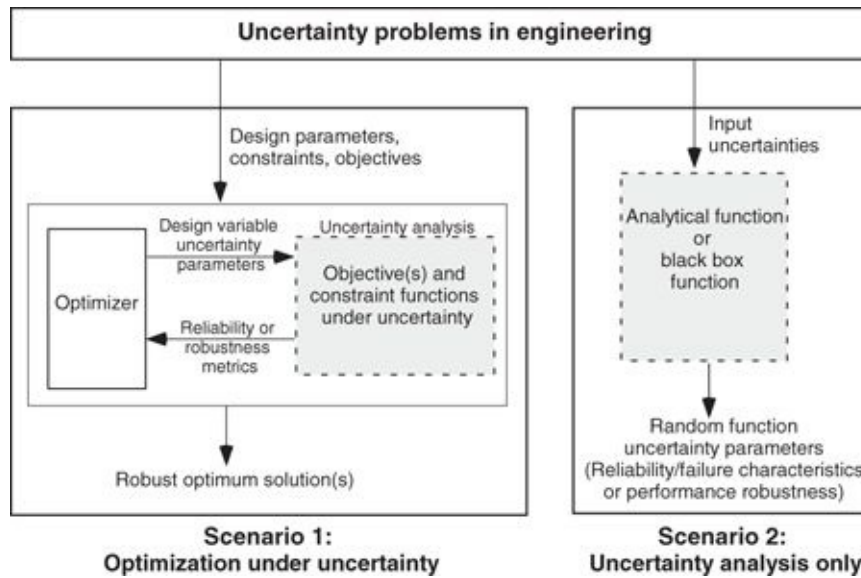 Uncertainty problems in engineering
Design parameters,
constraints, objectives
Design variable
uncertainty
parameters
Uncertainty analysis
Optimizer
Objective(s) and
constraint functions
under uncertainty
Reliability or
robustness
metrics
Robust optimum solution(s)
Scenario 1:
Optimization under uncertainty
Input
uncertainties
Analytical function
or
black box
function
Random function
uncertainty parameters
(Reliability/failure characteristics
or performance robustness)
Scenario 2:
Uncertainty analysis only